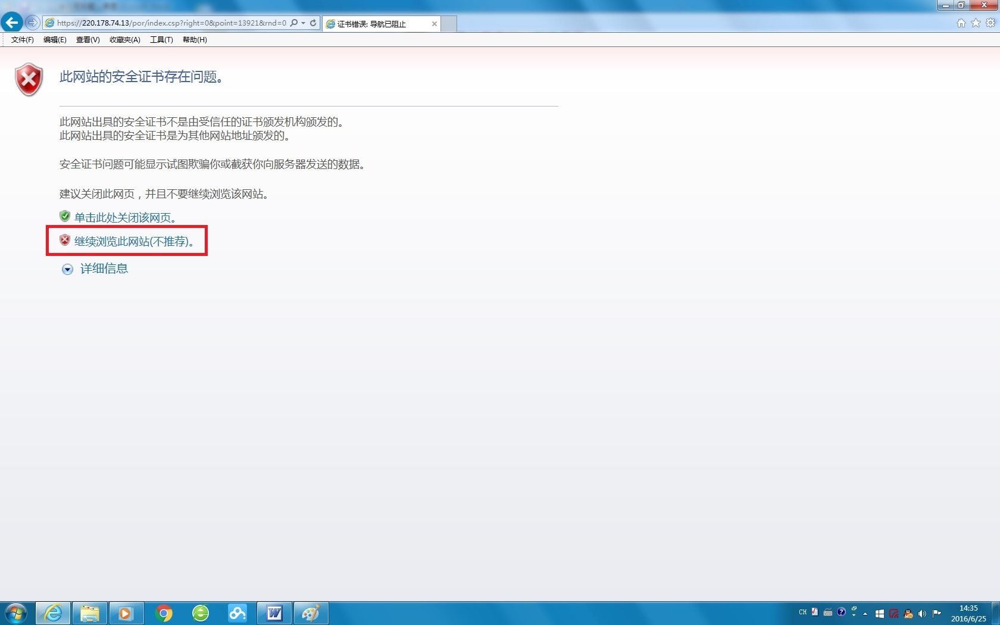 https://220.178.74.13/por/index.csp?right=0&point=13921&rnd=0
证书错误: 导航已阻止
文件(F) 编辑(E) 查看(V) 收藏夹(A) 工具(T) 帮助(H)
此网站的安全证书存在问题。
此网站出具的安全证书不是由受信任的证书颁发机构颁发的。
此网站出具的安全证书是为其他网站地址颁发的。
安全证书问题可能显示试图欺骗你或截获你向服务器发送的数据。
建议关闭此网页，并且不要继续浏览该网站。
单击此处关闭该网页。
继续浏览此网站(不推荐)。
详细信息
CH
14:35
2016/6/25